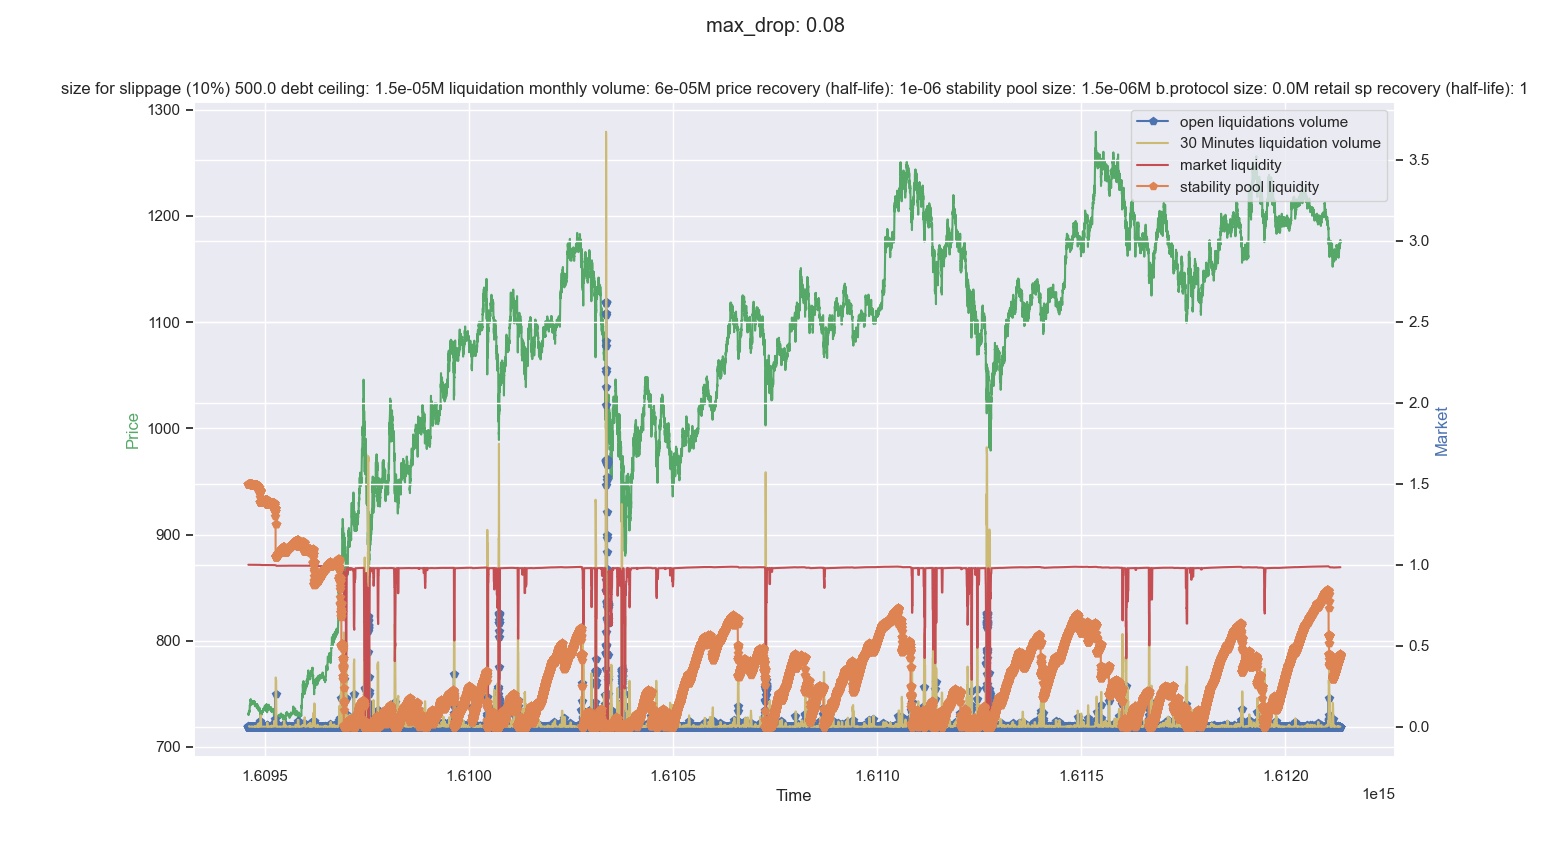 max_drop: 0.08
size for slippage (10%) 500.0 debt ceiling: 1.5e-05M liquidation monthly volume: 6e-05M price recovery (half-life): 1e-06 stability pool size: 1.5e-06M b.protocol size: 0.0M retail sp recovery (half-life): 1
open liquidations volume
30 Minutes liquidation volume
market liquidity
stability pool liquidity
1300
1200
1100
1000
900
800
700
Price
3.5
3.0
2.5
2.0
1.5
1.0
0.5
0.0
Market
1.6095 1.6100 1.6105 1.6110 1.6115 1.6120
1e15
Time